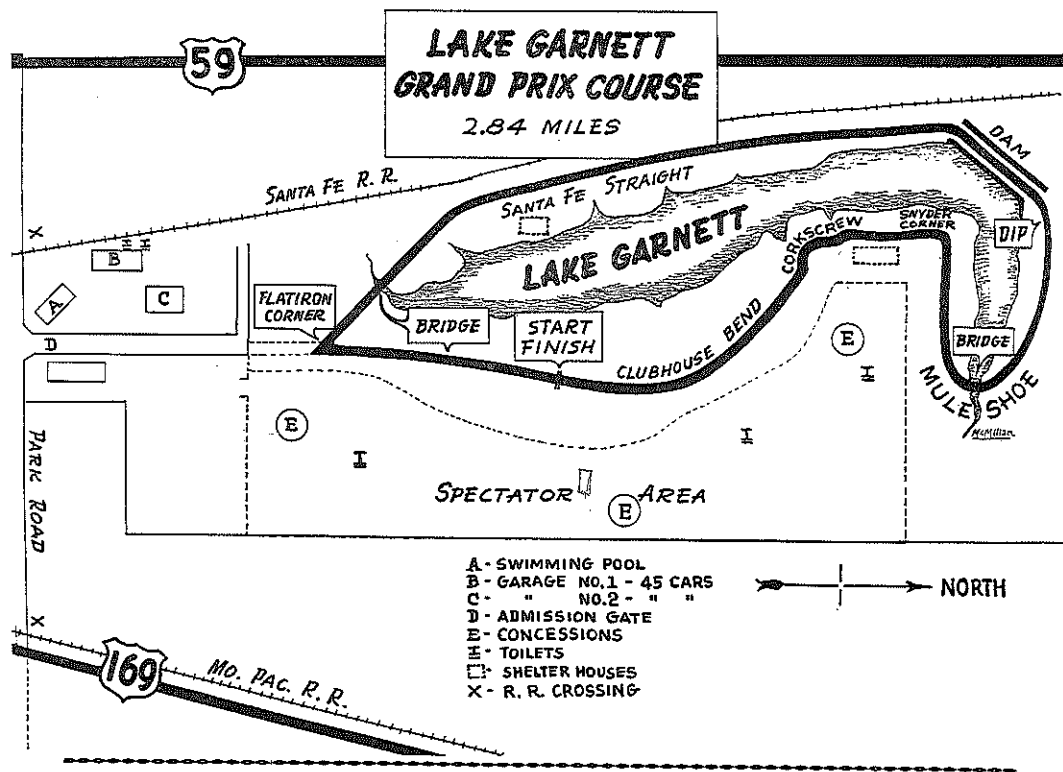 59
LAKE GARNETT
GRAND PRIX COURSE
2.84 MILES
DAM
SANTA FE R.R.
SANTA FE STRAIGHT
LAKE GARNETT
CORKSCREW
SNYDER
CORNER
DIP
X
B
A
C
FLATIRON
CORNER
BRIDGE
START
FINISH
CLUBHOUSE BEND
E
BRIDGE
D
MULE SHOE
McMillan
E
PARK ROAD
SPECTATOR AREA
E
A - SWIMMING POOL
B - GARAGE NO.1 - 45 CARS
C - " NO.2 - " "
D - ADMISSION GATE
E - CONCESSIONS
I - TOILETS
SHELTER HOUSES
X - R.R. CROSSING
NORTH
X
169
MO. PAC. R.R.